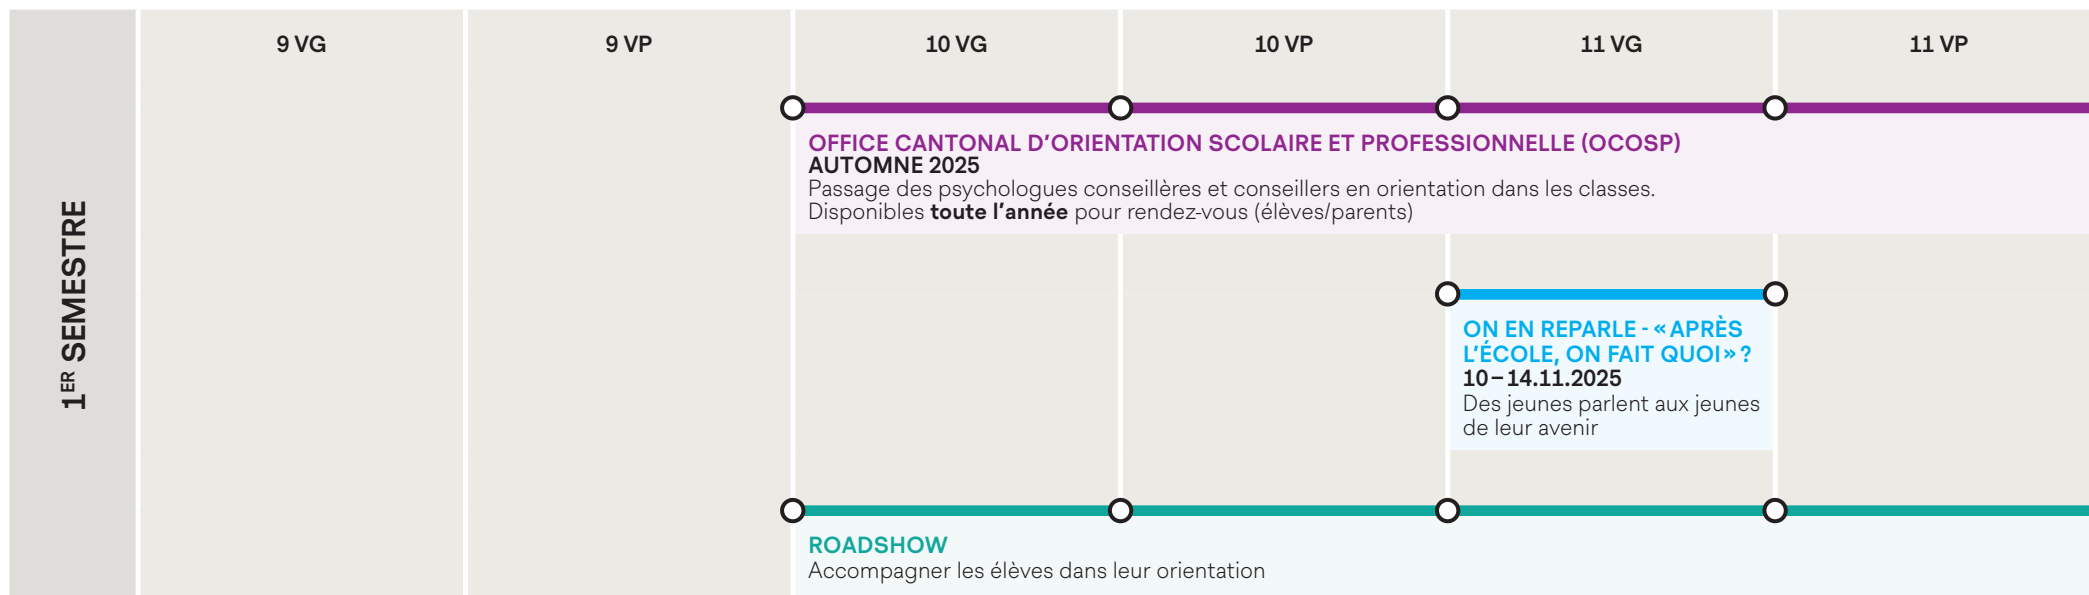 9 VG
9 VP
10 VG
10 VP
11 VG
11 VP
1ER SEMESTRE
OFFICE CANTONAL D’ORIENTATION SCOLAIRE ET PROFESSIONNELLE (OCOSP)
AUTOMNE 2025
Passage des psychologues conseillères et conseillers en orientation dans les classes.
Disponibles toute l’année pour rendez-vous (élèves/parents)
ON EN REPARLE - « APRÈS
L’ÉCOLE, ON FAIT QUOI » ?
10 – 14.11.2025
Des jeunes parlent aux jeunes
de leur avenir
ROADSHOW
Accompagner les élèves dans leur orientation